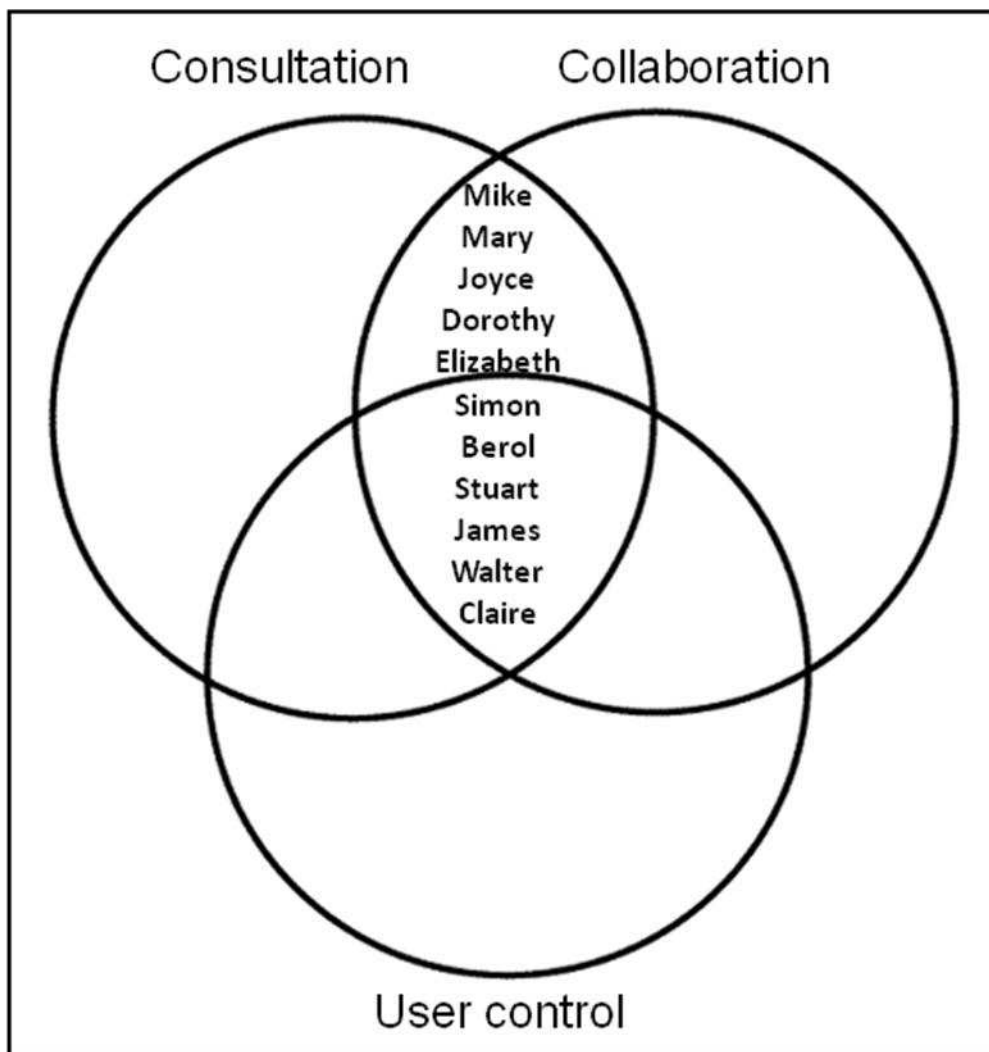 Consultation Collaboration
Mike
Mary
Joyce
Dorothy
Elizabeth
Simon
Berol
Stuart
James
Walter
Claire
User control